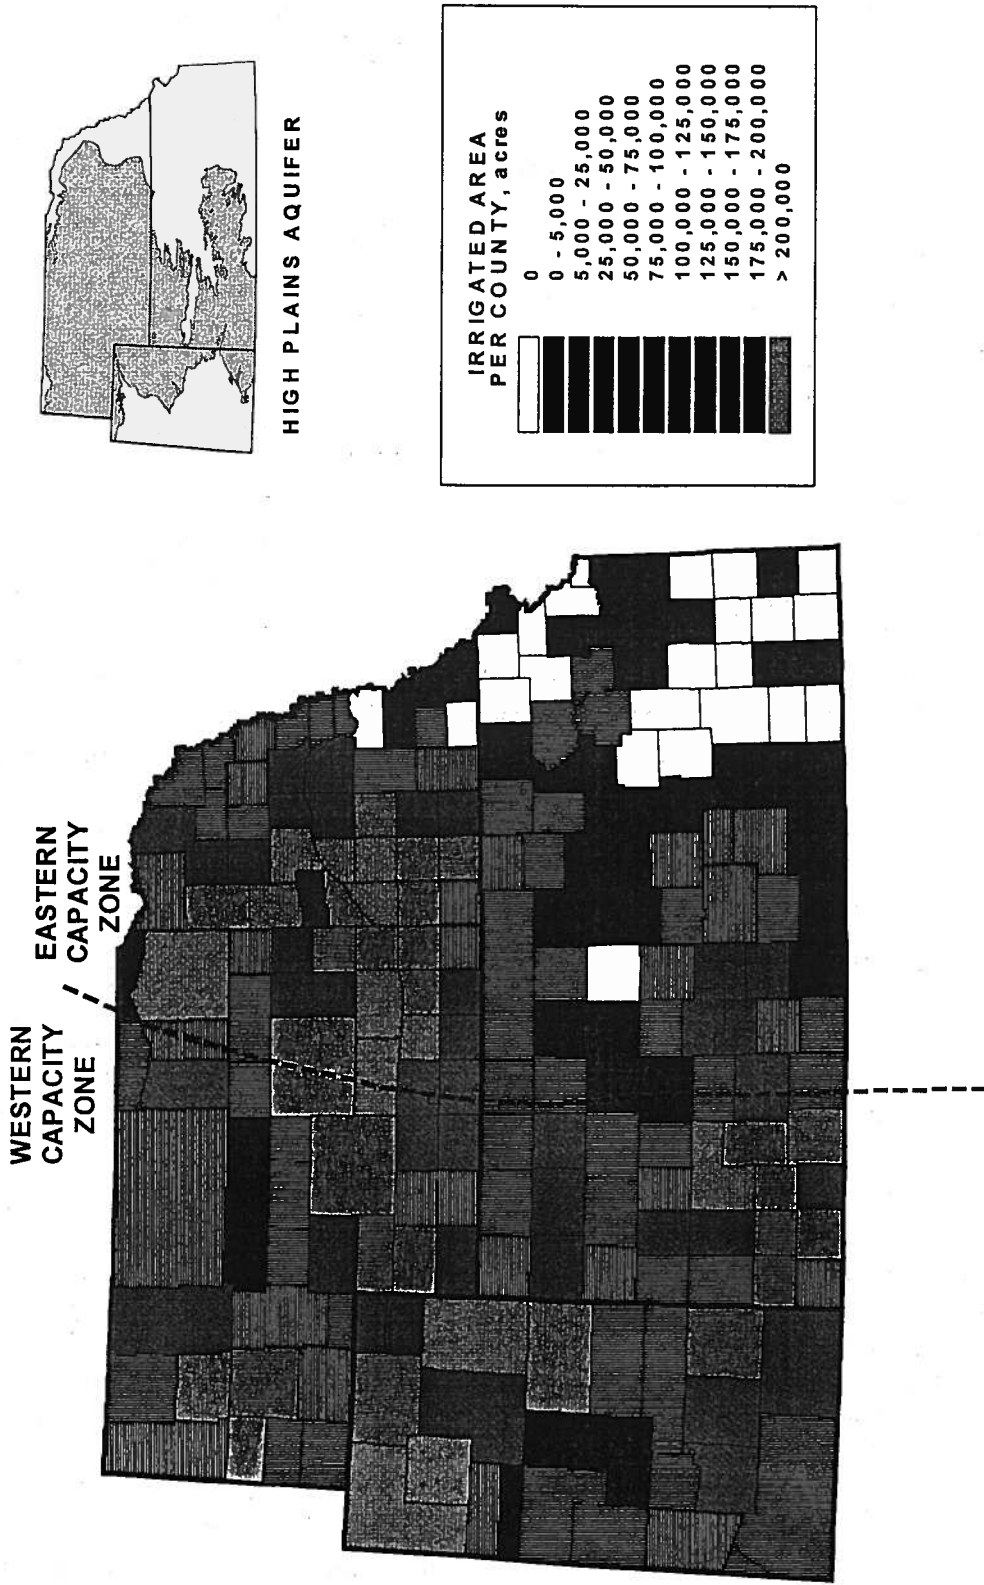 WESTERN
CAPACITY
ZONE
EASTERN
CAPACITY
ZONE
HIGH PLAINS AQUIFER
IRRIGATED AREA
PER COUNTY, acres
0
0 - 5,000
5,000 - 25,000
25,000 - 50,000
50,000 - 75,000
75,000 - 100,000
100,000 - 125,000
125,000 - 150,000
150,000 - 175,000
175,000 - 200,000
> 200,000